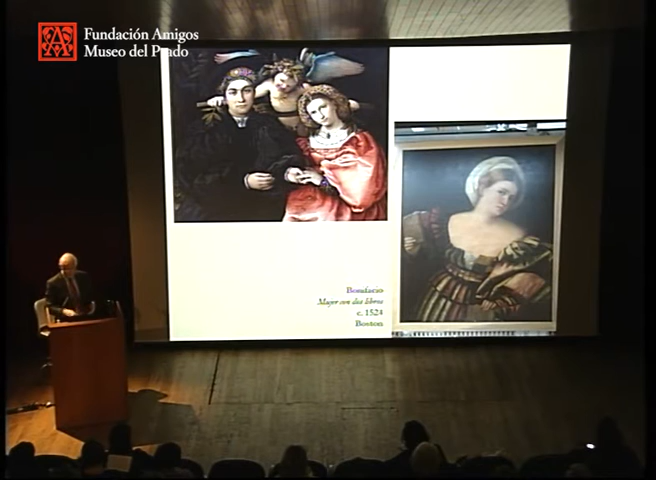 Fundación Amigos
Museo del Prado
Bonifacio
Mujer con dos libros
c. 1524
Boston